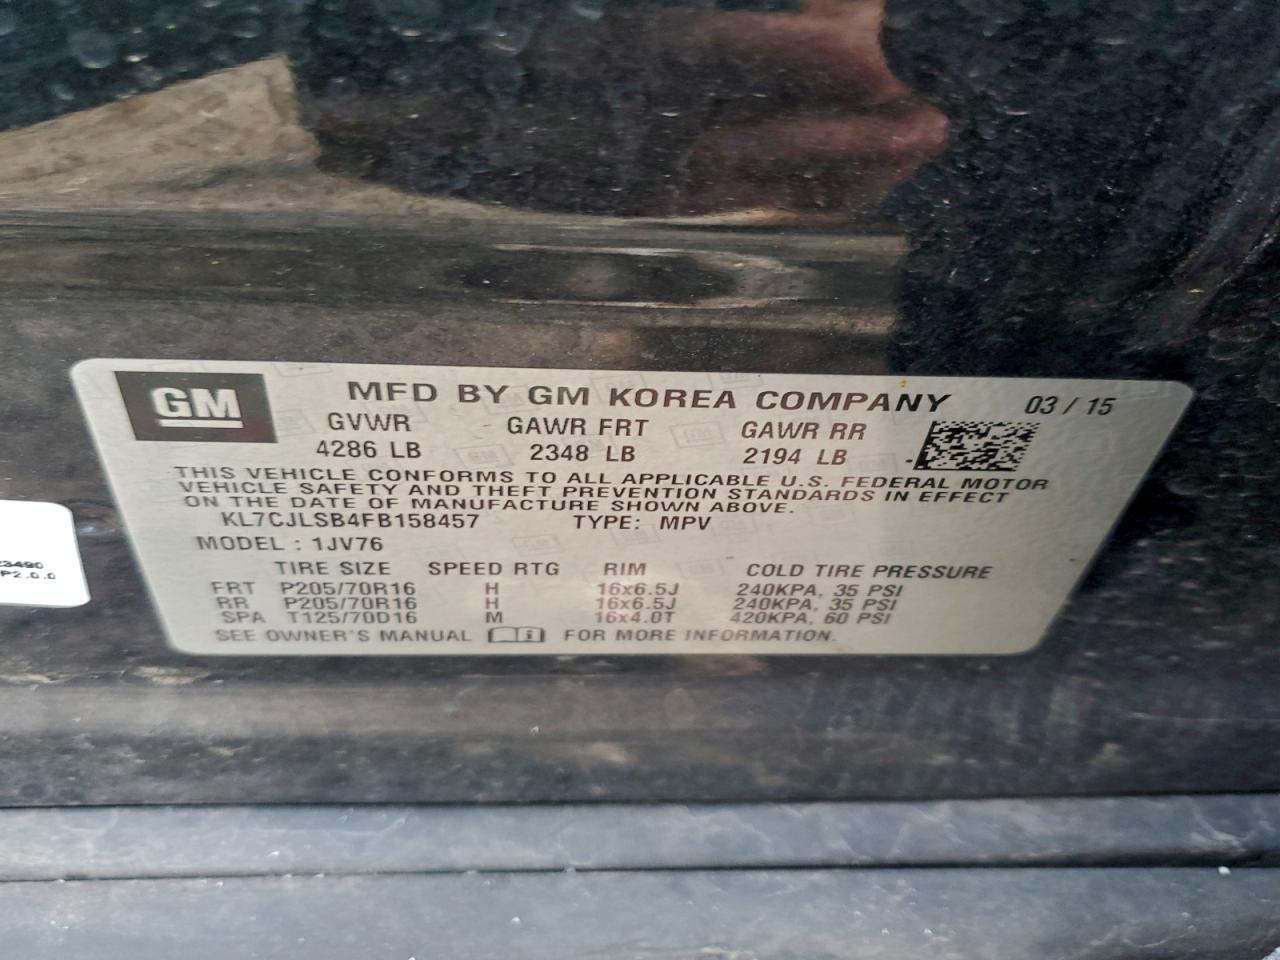 GM MFD BY GM KOREA COMPANY 03 / 15
GVWR GAWR FRT GAWR RR
4286 LB 2348 LB 2194 LB
THIS VEHICLE CONFORMS TO ALL APPLICABLE U.S. FEDERAL MOTOR
VEHICLE SAFETY AND THEFT PREVENTION STANDARDS IN EFFECT
ON THE DATE OF MANUFACTURE SHOWN ABOVE.
KL7CJLSB4FB158457 TYPE: MPV
MODEL : 1JV76
TIRE SIZE SPEED RTG RIM COLD TIRE PRESSURE
FRT P205/70R16 H 16x6.5J 240KPA, 35 PSI
RR P205/70R16 H 16x6.5J 240KPA, 35 PSI
SPA T125/70D16 M 16x4.0T 420KPA, 60 PSI
SEE OWNER'S MANUAL i FOR MORE INFORMATION.
P2.0.0